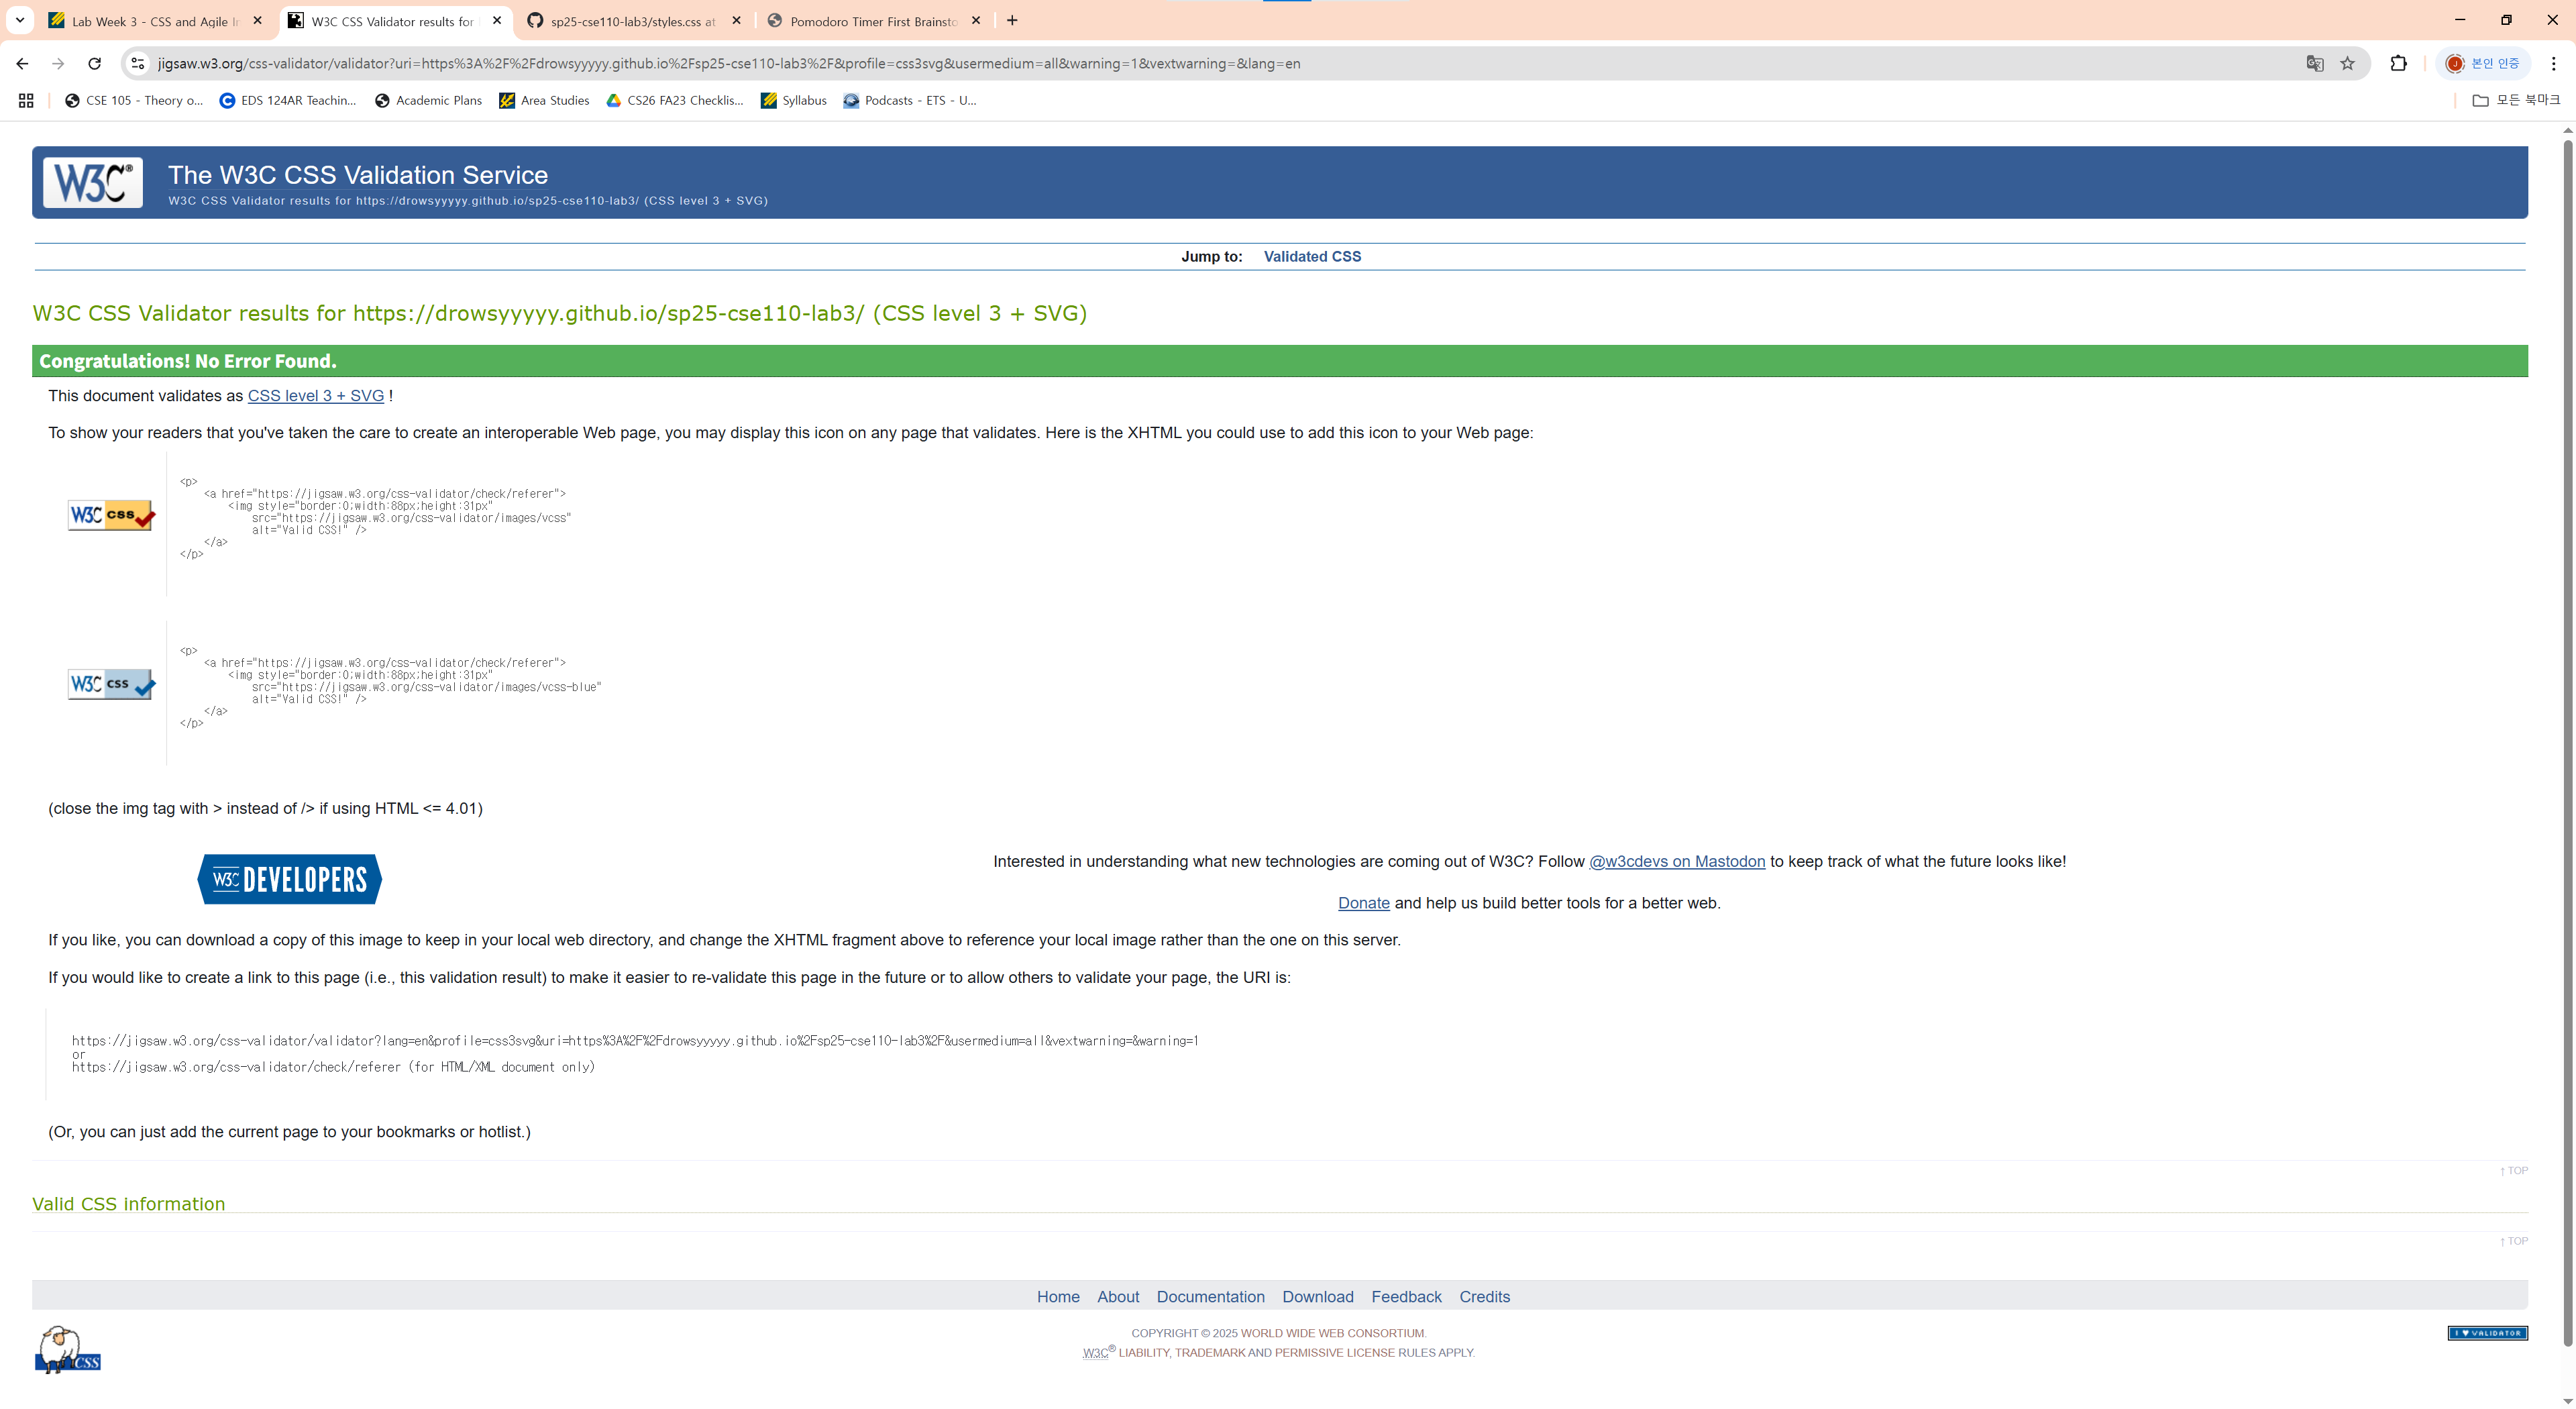 Lab Week 3 - CSS and Agile I
W3C CSS Validator results for
sp25-cse110-lab3/styles.css at
Pomodoro Timer First Brainsto
jigsaw.w3.org/css-validator/validator?uri=https%3A%2F%2Fdrowsyyyyy.github.io%2Fsp25-cse110-lab3%2F&profile=css3svg&usermedium=all&warning=1&vextwarning=&lang=en
본인 인증
CSE 105 - Theory o...
EDS 124AR Teachin...
Academic Plans
Area Studies
CS26 FA23 Checklis...
Syllabus
Podcasts - ETS - U...
모든 북마크
W3C®
The W3C CSS Validation Service
W3C CSS Validator results for https://drowsyyyyy.github.io/sp25-cse110-lab3/ (CSS level 3 + SVG)
Jump to: Validated CSS
W3C CSS Validator results for https://drowsyyyyy.github.io/sp25-cse110-lab3/ (CSS level 3 + SVG)
Congratulations! No Error Found.
This document validates as CSS level 3 + SVG !
To show your readers that you've taken the care to create an interoperable Web page, you may display this icon on any page that validates. Here is the XHTML you could use to add this icon to your Web page:
W3C css
<p>
<a href="https://jigsaw.w3.org/css-validator/check/referer">
<img style="border:0;width:88px;height:31px"
src="https://jigsaw.w3.org/css-validator/images/vcss"
alt="Valid CSS!" />
</a>
</p>
W3C css
<p>
<a href="https://jigsaw.w3.org/css-validator/check/referer">
<img style="border:0;width:88px;height:31px"
src="https://jigsaw.w3.org/css-validator/images/vcss-blue"
alt="Valid CSS!" />
</a>
</p>
(close the img tag with > instead of /> if using HTML <= 4.01)
W3C DEVELOPERS
Interested in understanding what new technologies are coming out of W3C? Follow @w3cdevs on Mastodon to keep track of what the future looks like!
Donate and help us build better tools for a better web.
If you like, you can download a copy of this image to keep in your local web directory, and change the XHTML fragment above to reference your local image rather than the one on this server.
If you would like to create a link to this page (i.e., this validation result) to make it easier to re-validate this page in the future or to allow others to validate your page, the URI is:
https://jigsaw.w3.org/css-validator/validator?lang=en&profile=css3svg&uri=https%3A%2F%2Fdrowsyyyyy.github.io%2Fsp25-cse110-lab3%2F&usermedium=all&vextwarning=&warning=1
or
https://jigsaw.w3.org/css-validator/check/referer (for HTML/XML document only)
(Or, you can just add the current page to your bookmarks or hotlist.)
↑ TOP
Valid CSS information
↑ TOP
Home About Documentation Download Feedback Credits
CSS
COPYRIGHT © 2025 WORLD WIDE WEB CONSORTIUM.
W3C® LIABILITY, TRADEMARK AND PERMISSIVE LICENSE RULES APPLY.
I ♥ VALIDATOR